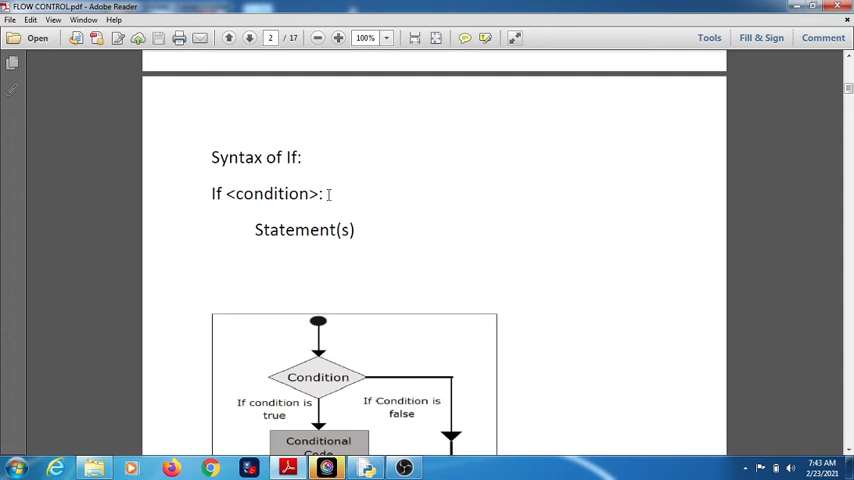 FLOW CONTROL.pdf - Adobe Reader
File Edit View Window Help
Open 2 / 17 100% Tools Fill & Sign Comment
Syntax of If:
If <condition>:
Statement(s)
Condition
If condition is
true
If Condition is
false
Conditional
Code
7:43 AM
2/23/2021